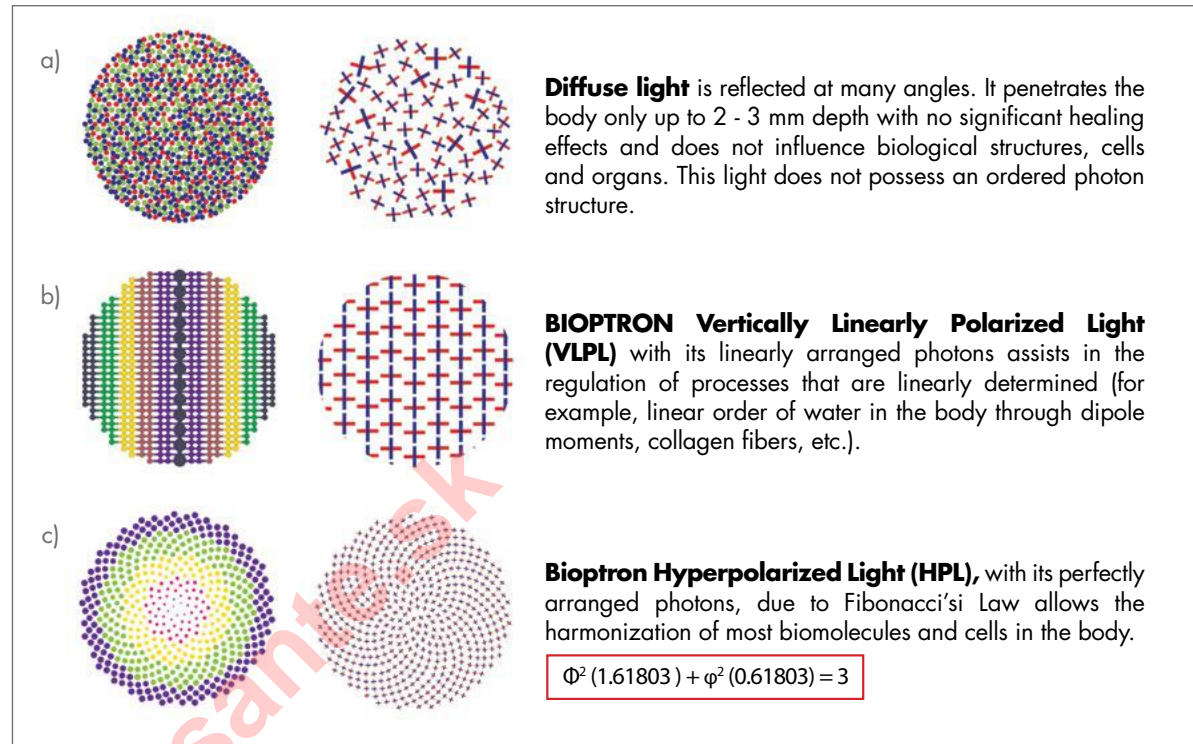 a)
Diffuse light is reflected at many angles. It penetrates the
body only up to 2 - 3 mm depth with no significant healing
effects and does not influence biological structures, cells
and organs. This light does not possess an ordered photon
structure.
b)
BIOPTRON Vertically Linearly Polarized Light
(VLPL) with its linearly arranged photons assists in the
regulation of processes that are linearly determined (for
example, linear order of water in the body through dipole
moments, collagen fibers, etc.).
c)
Bioptron Hyperpolarized Light (HPL), with its perfectly
arranged photons, due to Fibonacci'si Law allows the
harmonization of most biomolecules and cells in the body.
Φ² (1.61803 ) + φ² (0.61803) = 3
sante.sk